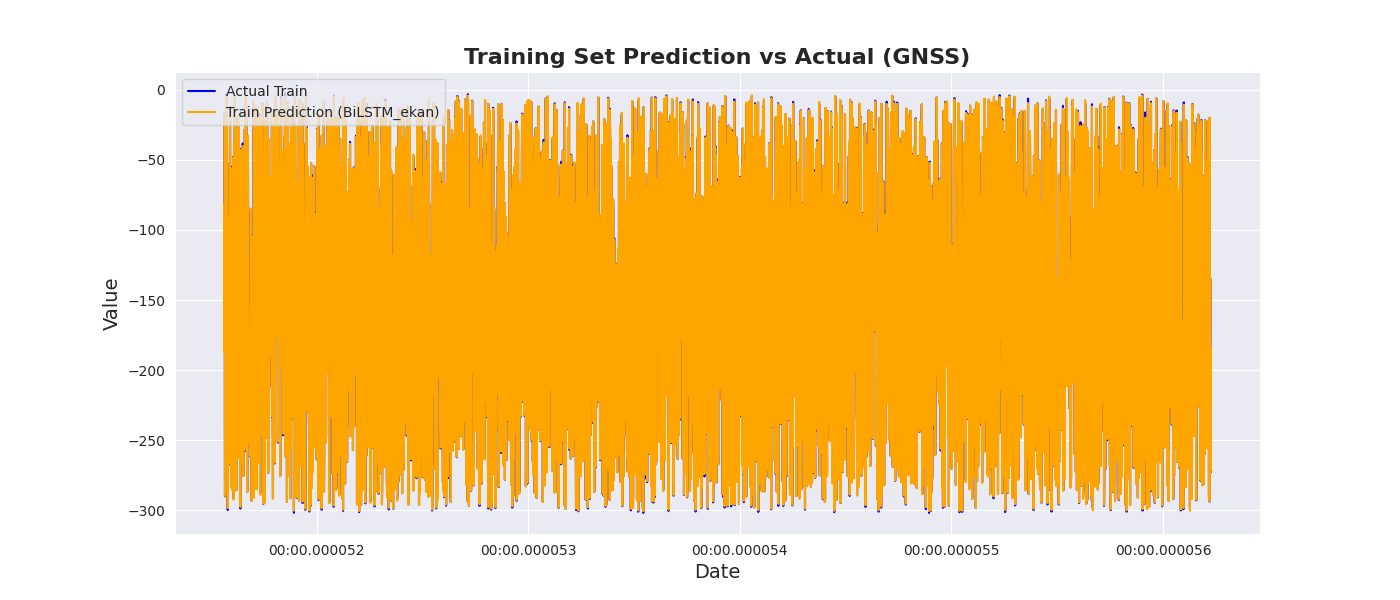 Training Set Prediction vs Actual (GNSS)
Actual Train
Train Prediction (BiLSTM_ekan)
Value
0
−50
−100
−150
−200
−250
−300
00:00.000052
00:00.000053
00:00.000054
00:00.000055
00:00.000056
Date